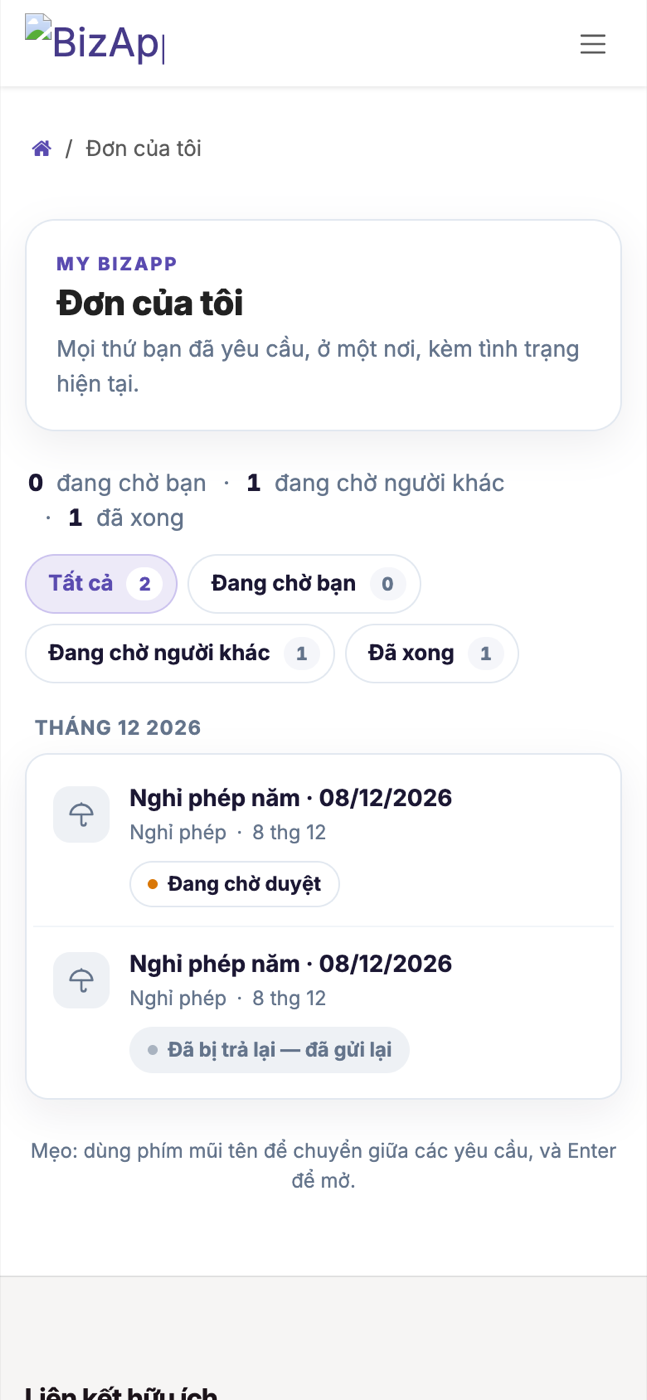 BizAp
/ Đơn của tôi
MY BIZAPP
Đơn của tôi
Mọi thứ bạn đã yêu cầu, ở một nơi, kèm tình trạng
hiện tại.
0 đang chờ bạn · 1 đang chờ người khác
· 1 đã xong
Tất cả 2 Đang chờ bạn 0
Đang chờ người khác 1 Đã xong 1
THÁNG 12 2026
Nghỉ phép năm · 08/12/2026
Nghỉ phép · 8 thg 12
Đang chờ duyệt
Nghỉ phép năm · 08/12/2026
Nghỉ phép · 8 thg 12
Đã bị trả lại — đã gửi lại
Mẹo: dùng phím mũi tên để chuyển giữa các yêu cầu, và Enter
để mở.
Liên kết hữu ích